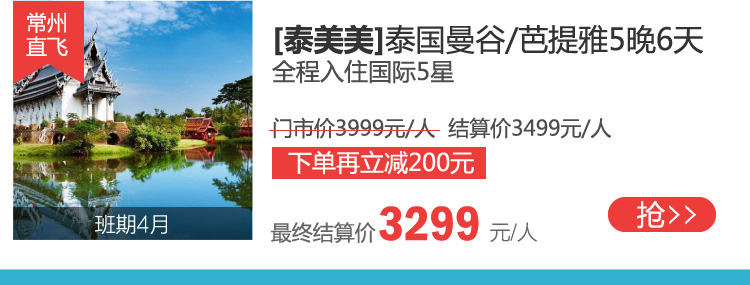 常州
直飞
[泰美美]泰国曼谷/芭提雅5晚6天
全程入住国际5星
门市价3999元/人 结算价3499元/人
下单再立减200元
班期4月
最终结算价3299 元/人
抢>>